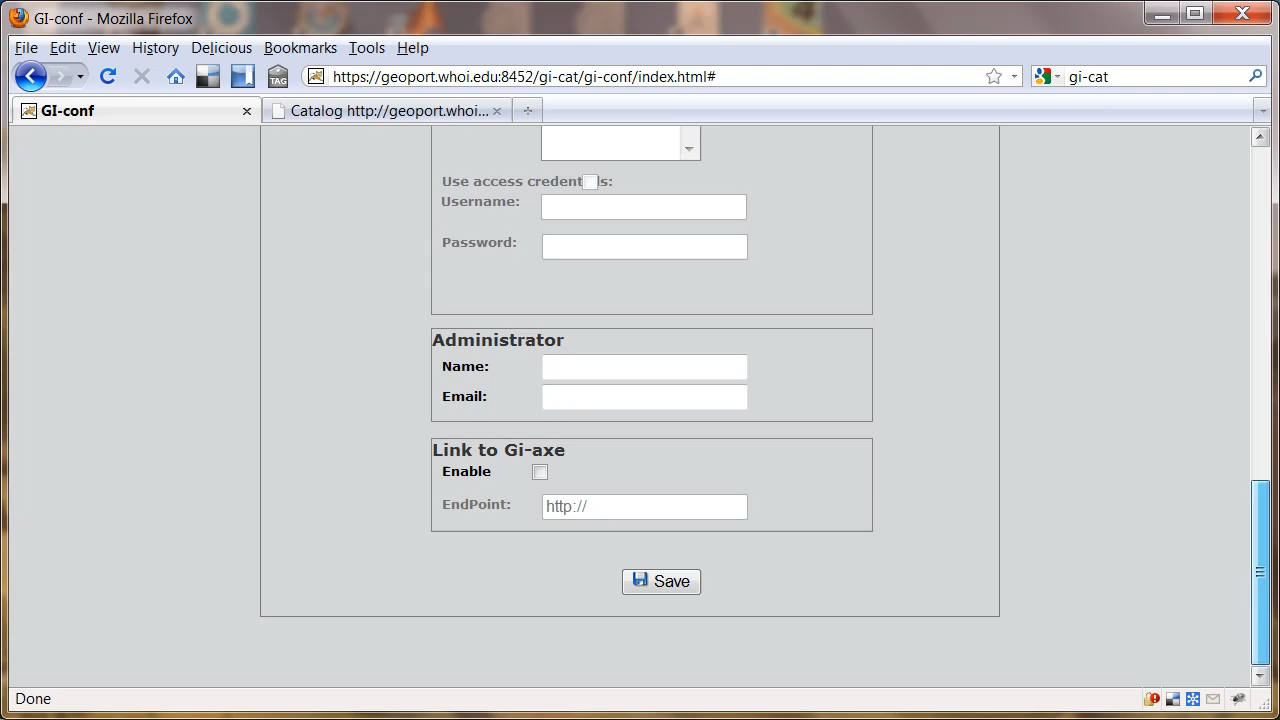 GI-conf - Mozilla Firefox
File Edit View History Delicious Bookmarks Tools Help
https://geoport.whoi.edu:8452/gi-cat/gi-conf/index.html#
gi-cat
TAG
GI-conf
Catalog http://geoport.whoi...
Use access credent s:
Username:
Password:
Administrator
Name:
Email:
Link to Gi-axe
Enable
EndPoint: http://
Save
Done